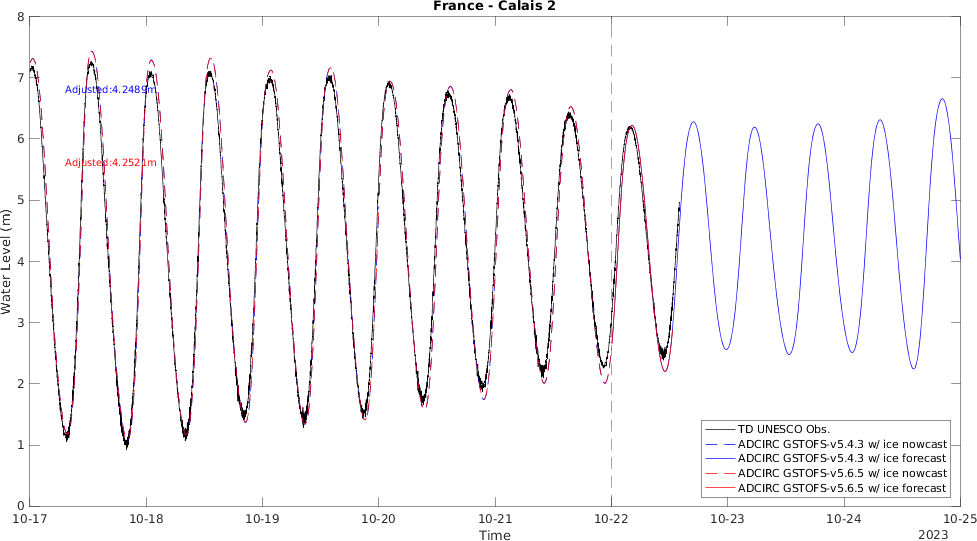 France - Calais 2
8
7
6
5
4
3
2
1
0
Water Level (m)
Adjusted:4.2489m
Adjusted:4.2521m
TD UNESCO Obs.
ADCIRC GSTOFS-v5.4.3 w/ ice nowcast
ADCIRC GSTOFS-v5.4.3 w/ ice forecast
ADCIRC GSTOFS-v5.6.5 w/ ice nowcast
ADCIRC GSTOFS-v5.6.5 w/ ice forecast
10-17 10-18 10-19 10-20 10-21 10-22 10-23 10-24 10-25
Time
2023